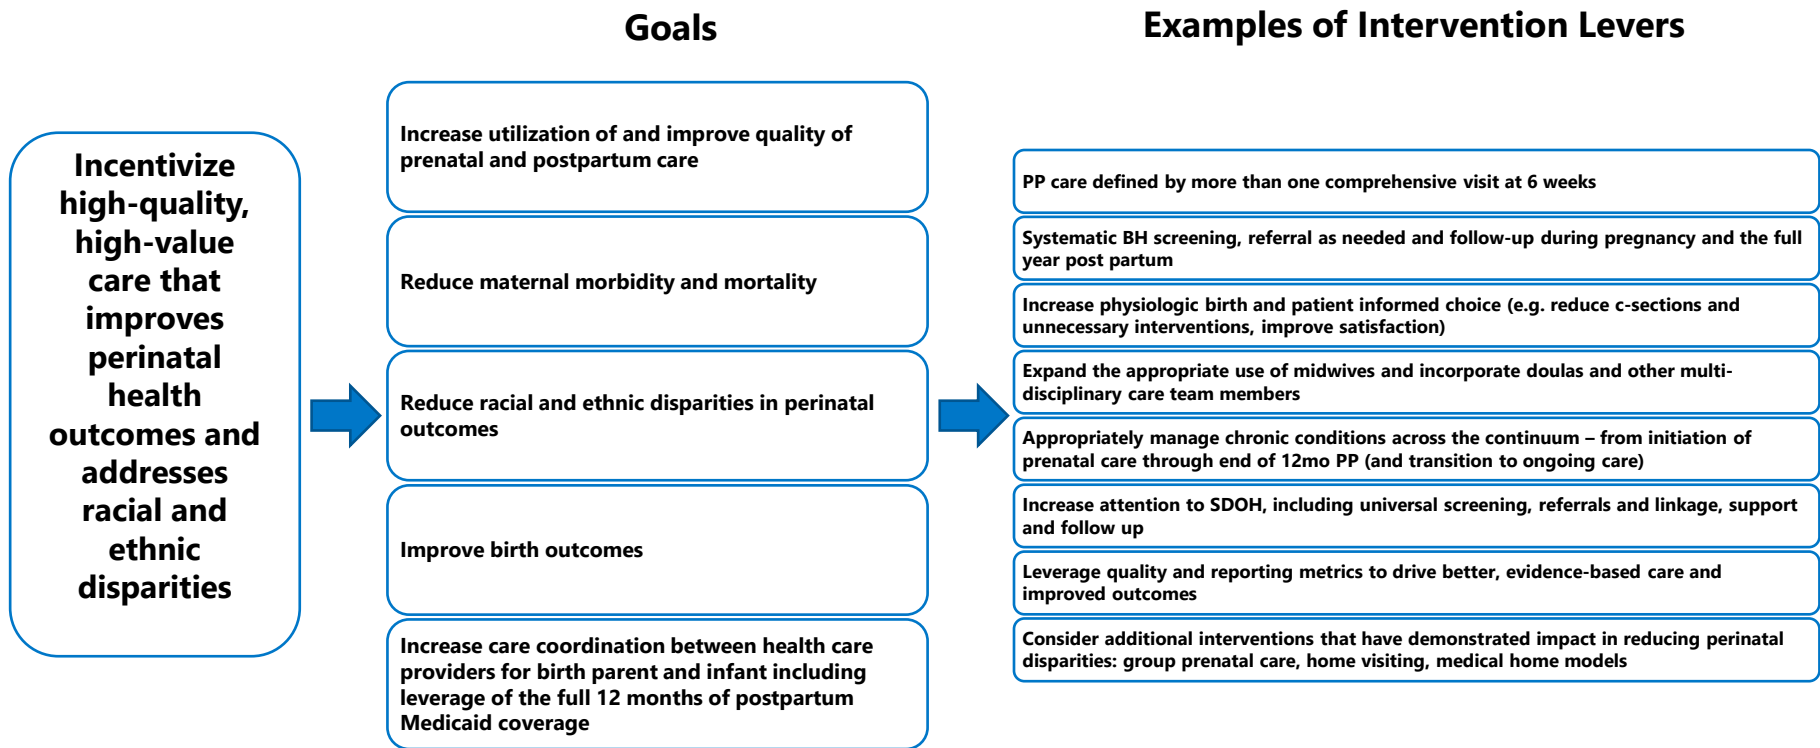 Goals
Examples of Intervention Levers
Incentivize
high-quality,
high-value
care that
improves
perinatal
health
outcomes and
addresses
racial and
ethnic
disparities
Increase utilization of and improve quality of
prenatal and postpartum care
Reduce maternal morbidity and mortality
Reduce racial and ethnic disparities in perinatal
outcomes
Improve birth outcomes
Increase care coordination between health care
providers for birth parent and infant including
leverage of the full 12 months of postpartum
Medicaid coverage
PP care defined by more than one comprehensive visit at 6 weeks
Systematic BH screening, referral as needed and follow-up during pregnancy and the full
year post partum
Increase physiologic birth and patient informed choice (e.g. reduce c-sections and
unnecessary interventions, improve satisfaction)
Expand the appropriate use of midwives and incorporate doulas and other multi-
disciplinary care team members
Appropriately manage chronic conditions across the continuum – from initiation of
prenatal care through end of 12mo PP (and transition to ongoing care)
Increase attention to SDOH, including universal screening, referrals and linkage, support
and follow up
Leverage quality and reporting metrics to drive better, evidence-based care and
improved outcomes
Consider additional interventions that have demonstrated impact in reducing perinatal
disparities: group prenatal care, home visiting, medical home models